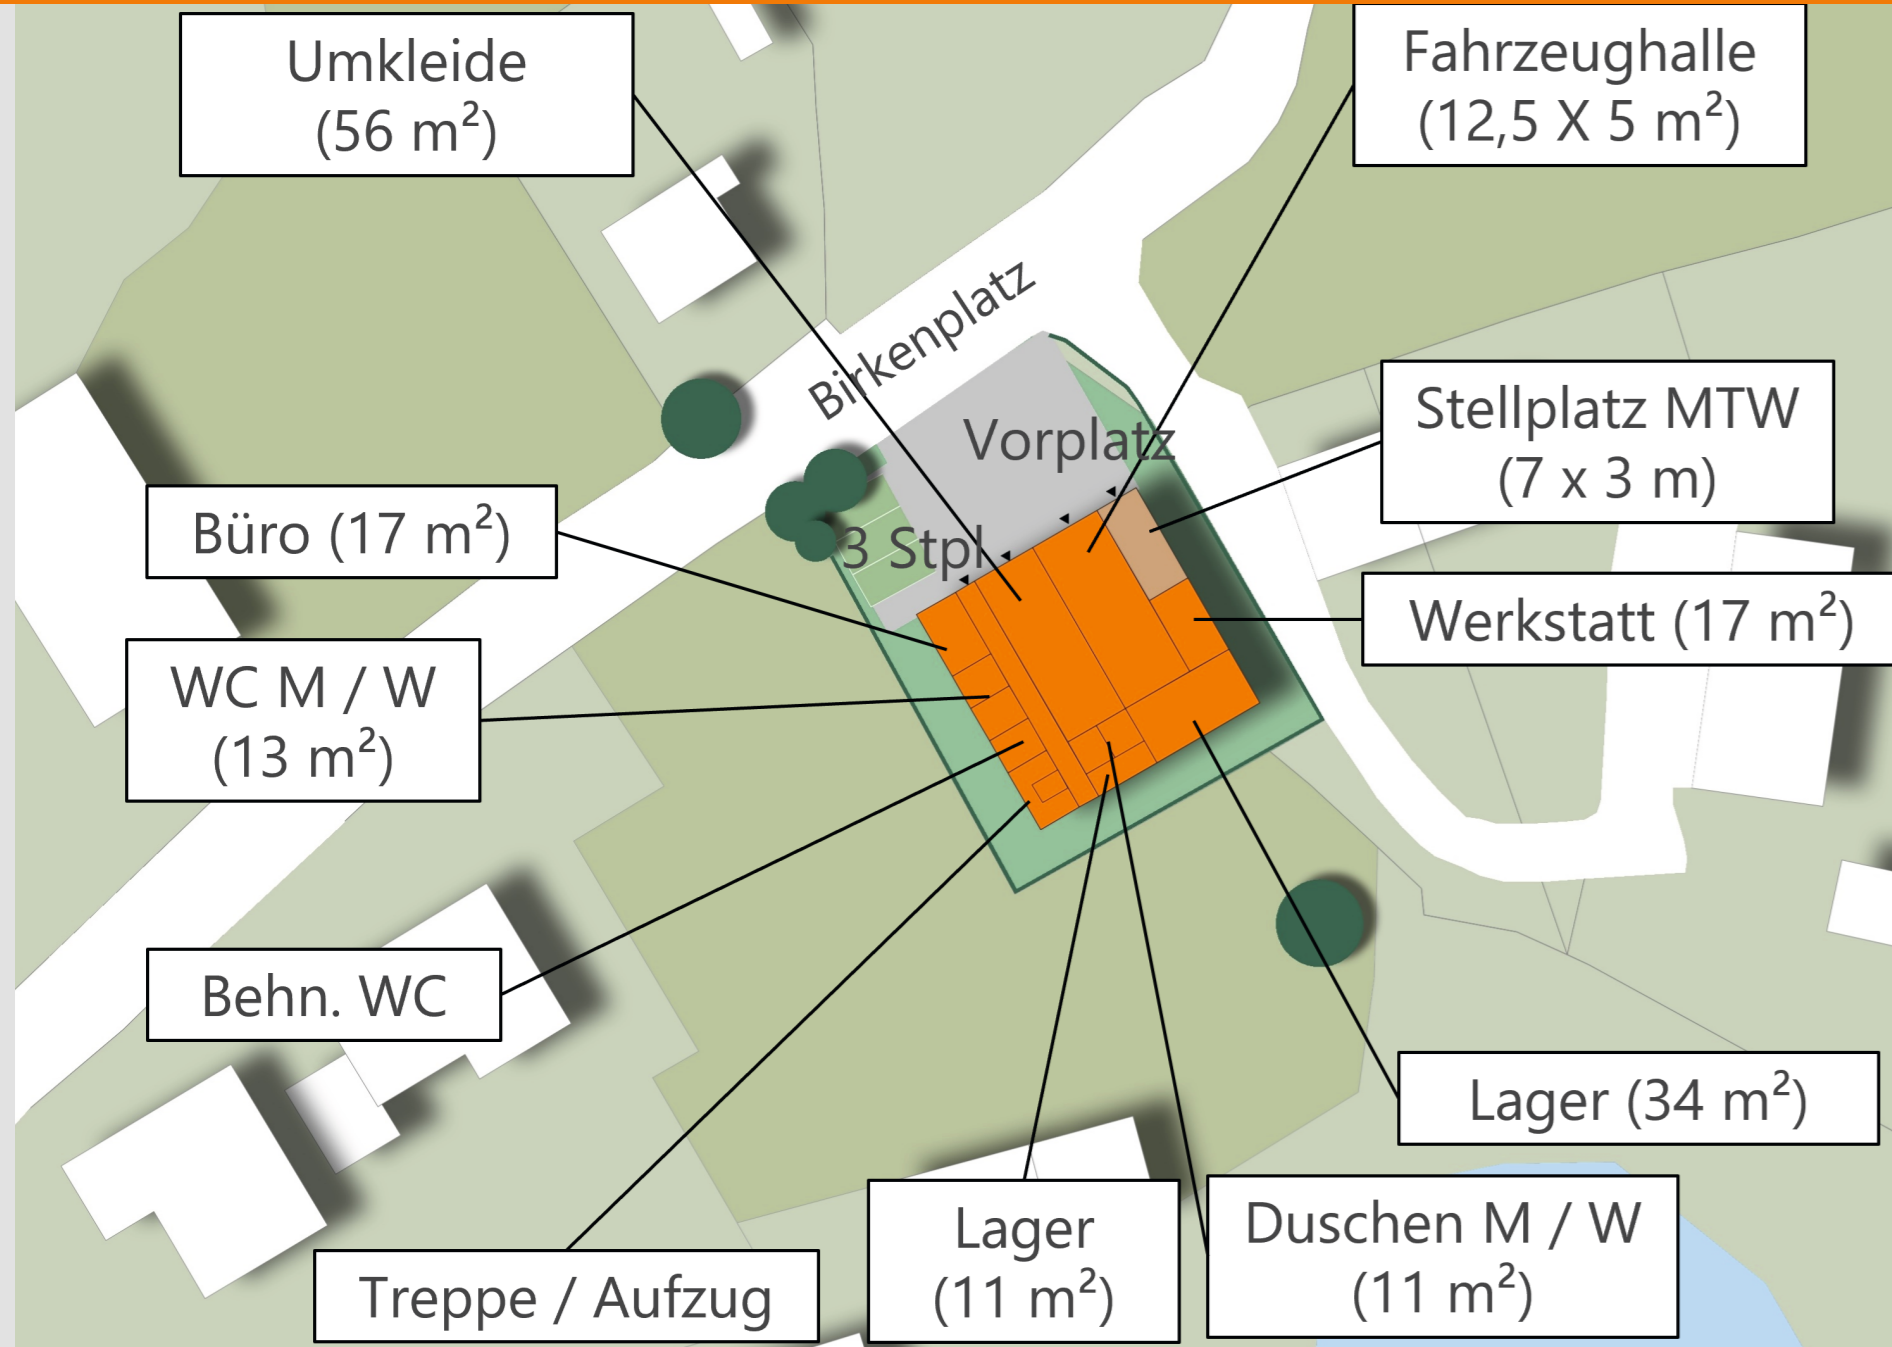 Umkleide
(56 m²)
Fahrzeughalle
(12,5 X 5 m²)
Birkenplatz
Vorplatz
Stellplatz MTW
(7 x 3 m)
Büro (17 m²)
3 Stpl
Werkstatt (17 m²)
WC M / W
(13 m²)
Behn. WC
Lager (34 m²)
Lager
(11 m²)
Duschen M / W
(11 m²)
Treppe / Aufzug